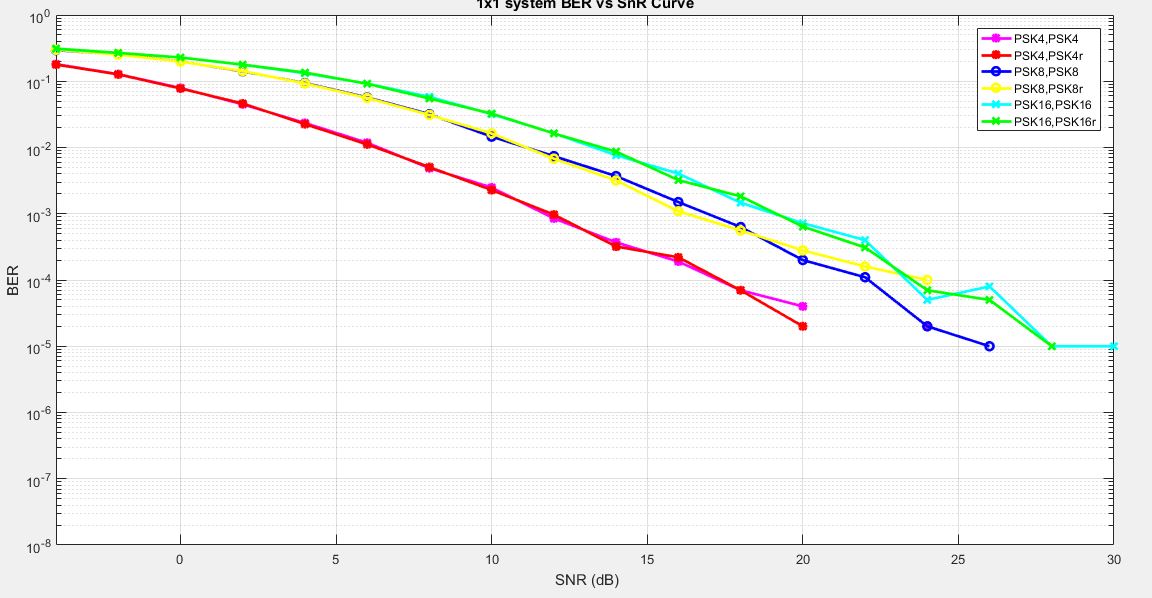 1x1 system BER vs SnR Curve
10^0
10^-1
10^-2
10^-3
10^-4
10^-5
10^-6
10^-7
10^-8
BER
PSK4,PSK4
PSK4,PSK4r
PSK8,PSK8
PSK8,PSK8r
PSK16,PSK16
PSK16,PSK16r
0 5 10 15 20 25 30
SNR (dB)